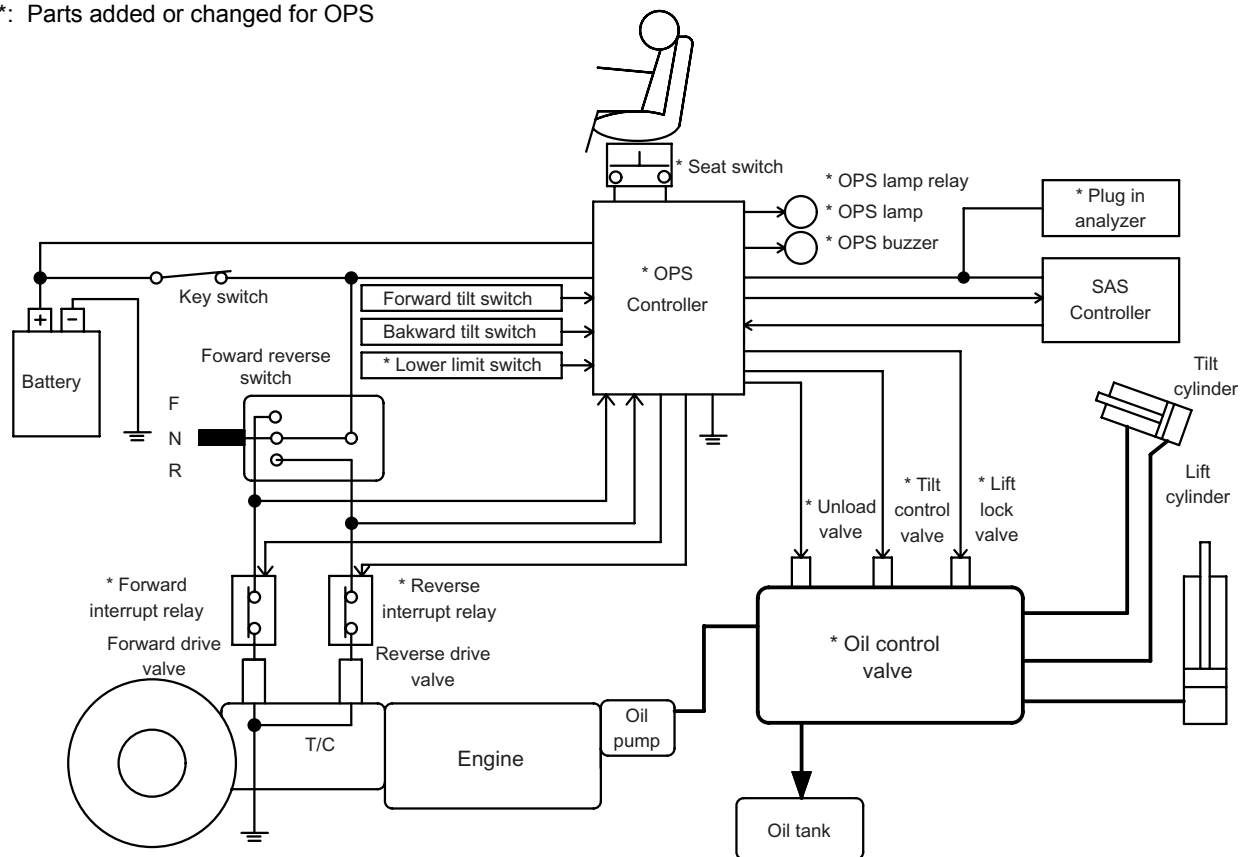 *: Parts added or changed for OPS
* Seat switch
* OPS lamp relay
* OPS lamp
* OPS buzzer
* Plug in
analyzer
* OPS
Controller
SAS
Controller
Key switch
Forward tilt switch
Bakward tilt switch
* Lower limit switch
+ −
Battery
Foward reverse
switch
F
N
R
Tilt
cylinder
Lift
cylinder
* Unload
valve
* Tilt
control
valve
* Lift
lock
valve
* Forward
interrupt relay
* Reverse
interrupt relay
Forward drive
valve
Reverse drive
valve
* Oil control
valve
T/C
Engine
Oil
pump
Oil tank